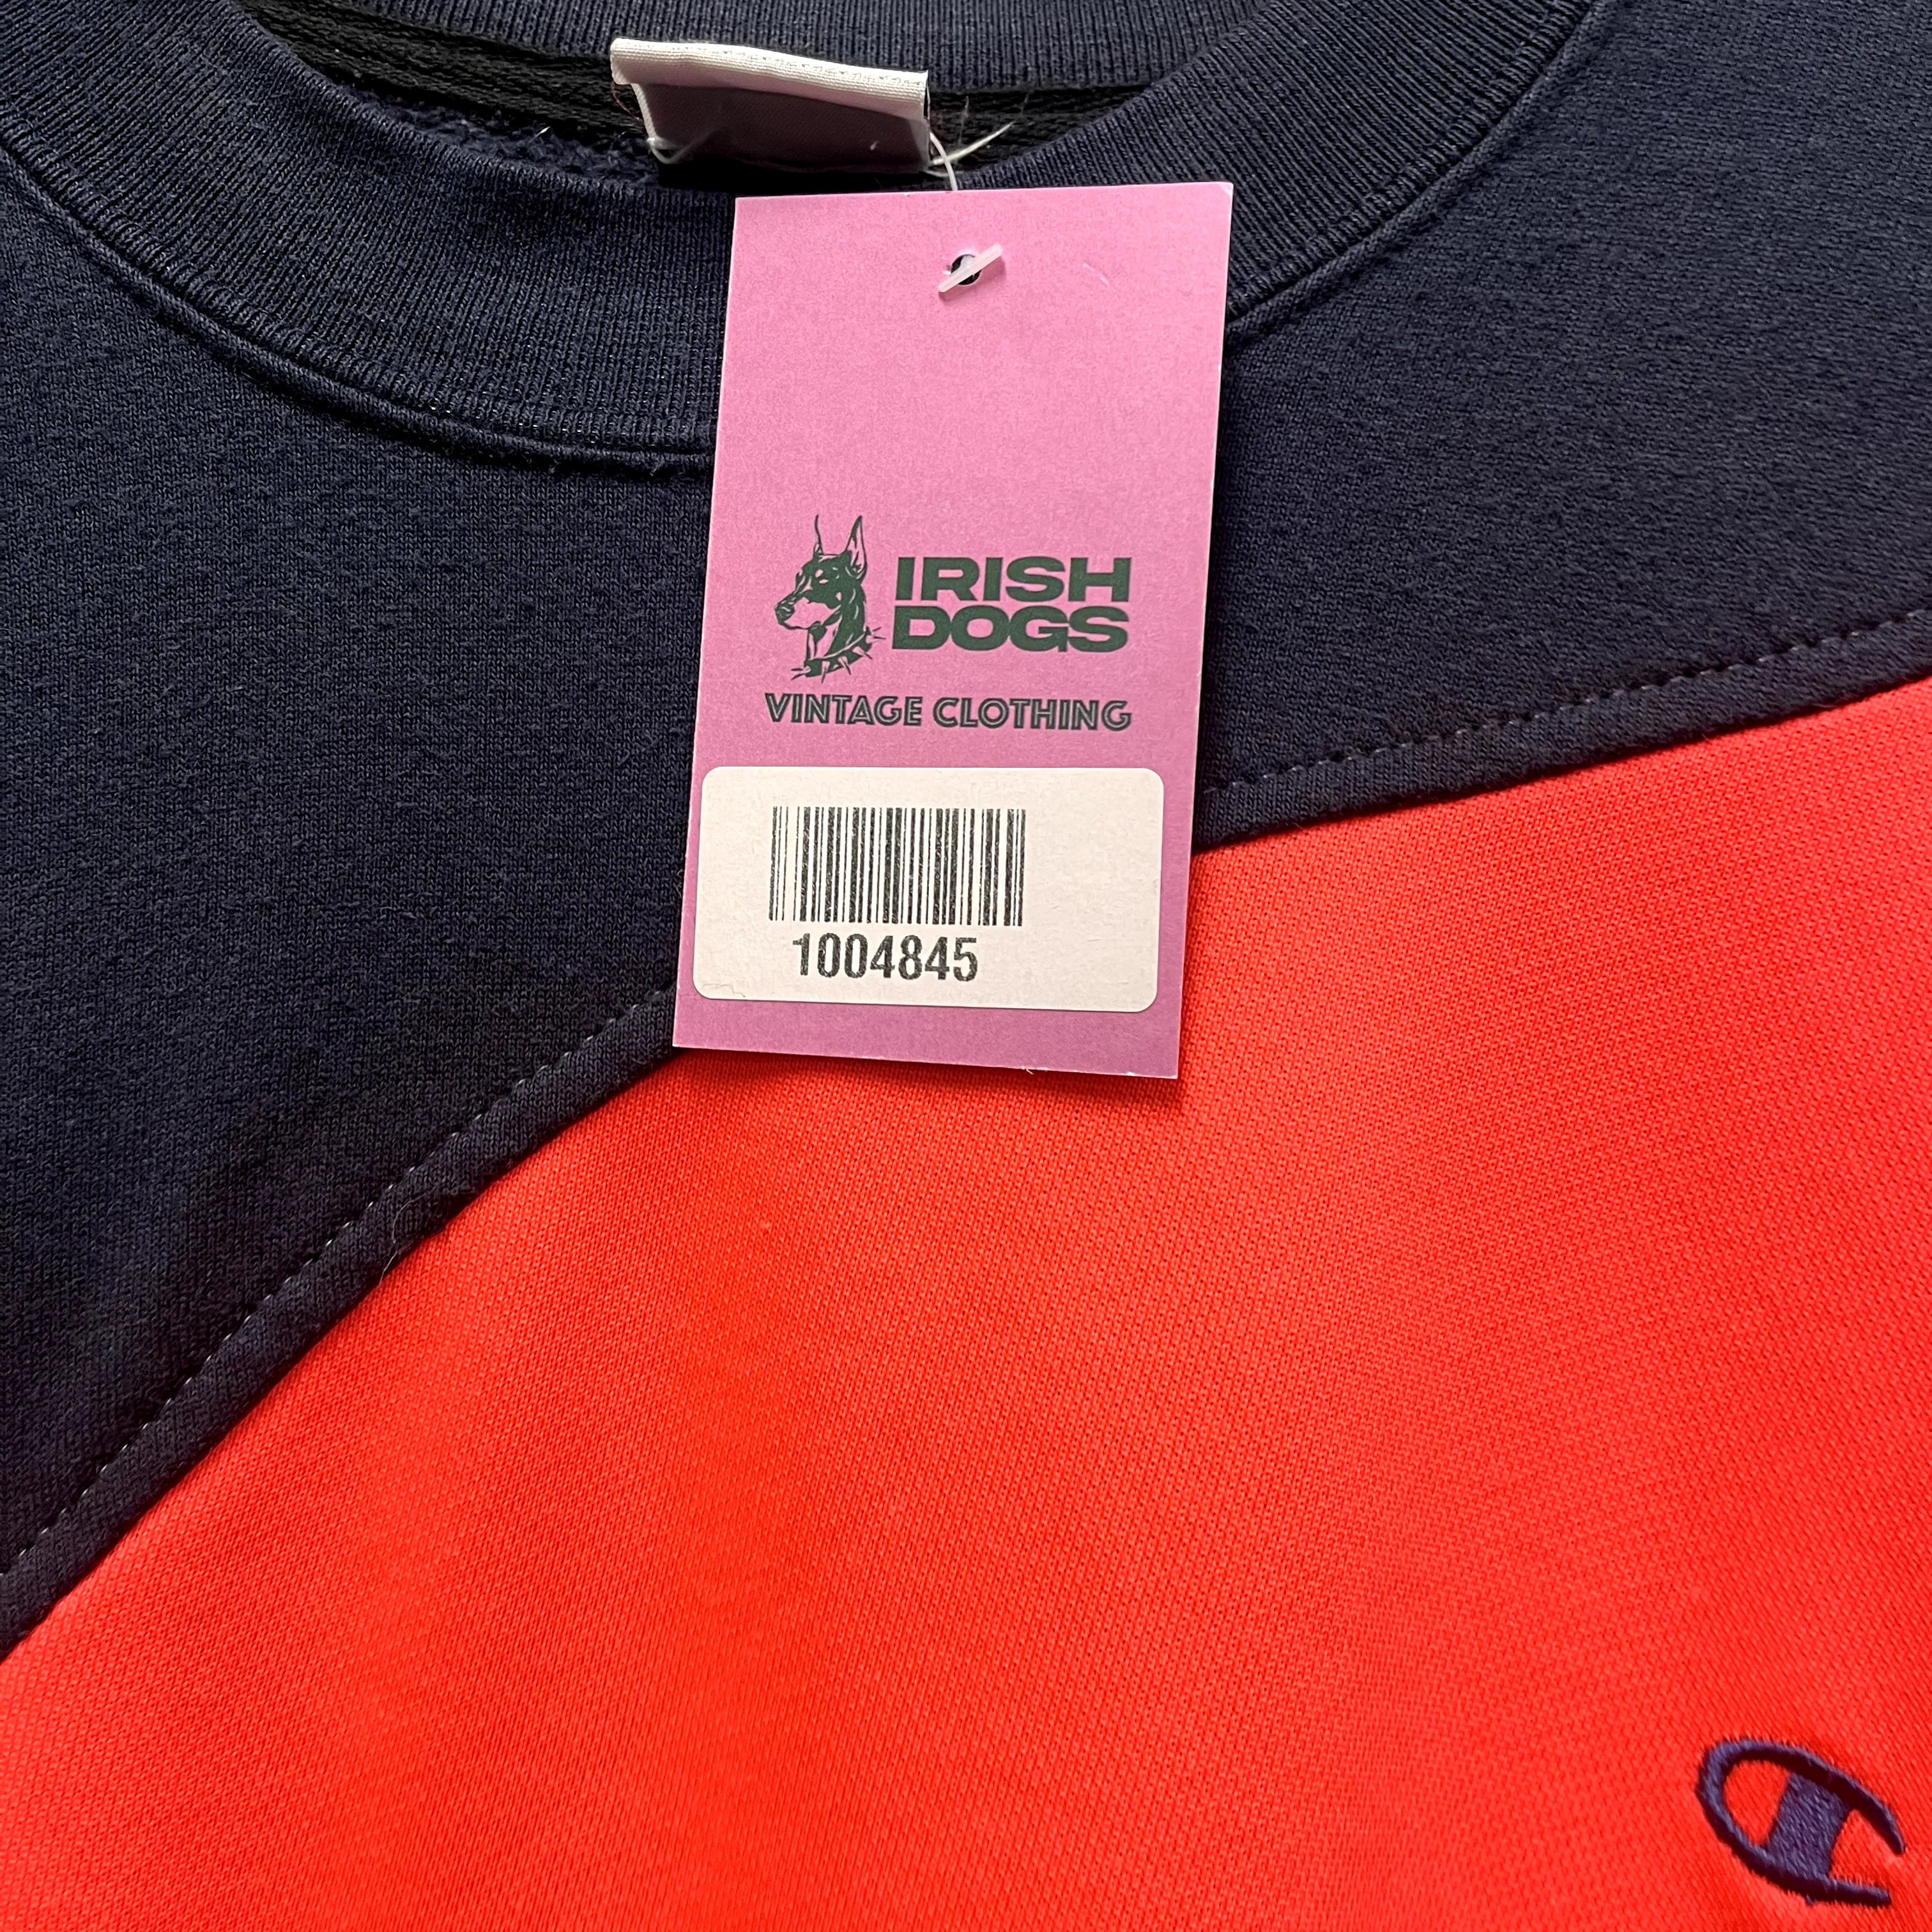 IRISH
DOGS
VINTAGE CLOTHING
1004845